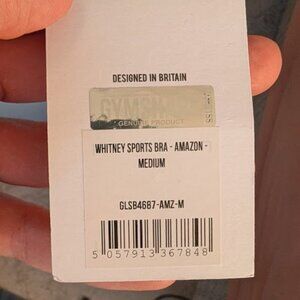 DESIGNED IN BRITAIN
GENUINE PRODUCT
WHITNEY SPORTS BRA - AMAZON -
MEDIUM
GLSB4687-AMZ-M
5 057913 367848